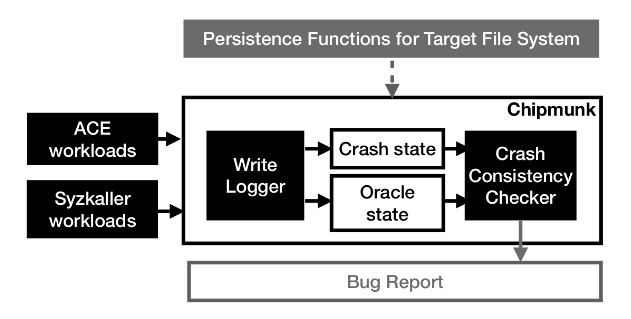 Persistence Functions for Target File System
Chipmunk
ACE
workloads
Syzkaller
workloads
Write
Logger
Crash state
Oracle
state
Crash
Consistency
Checker
Bug Report